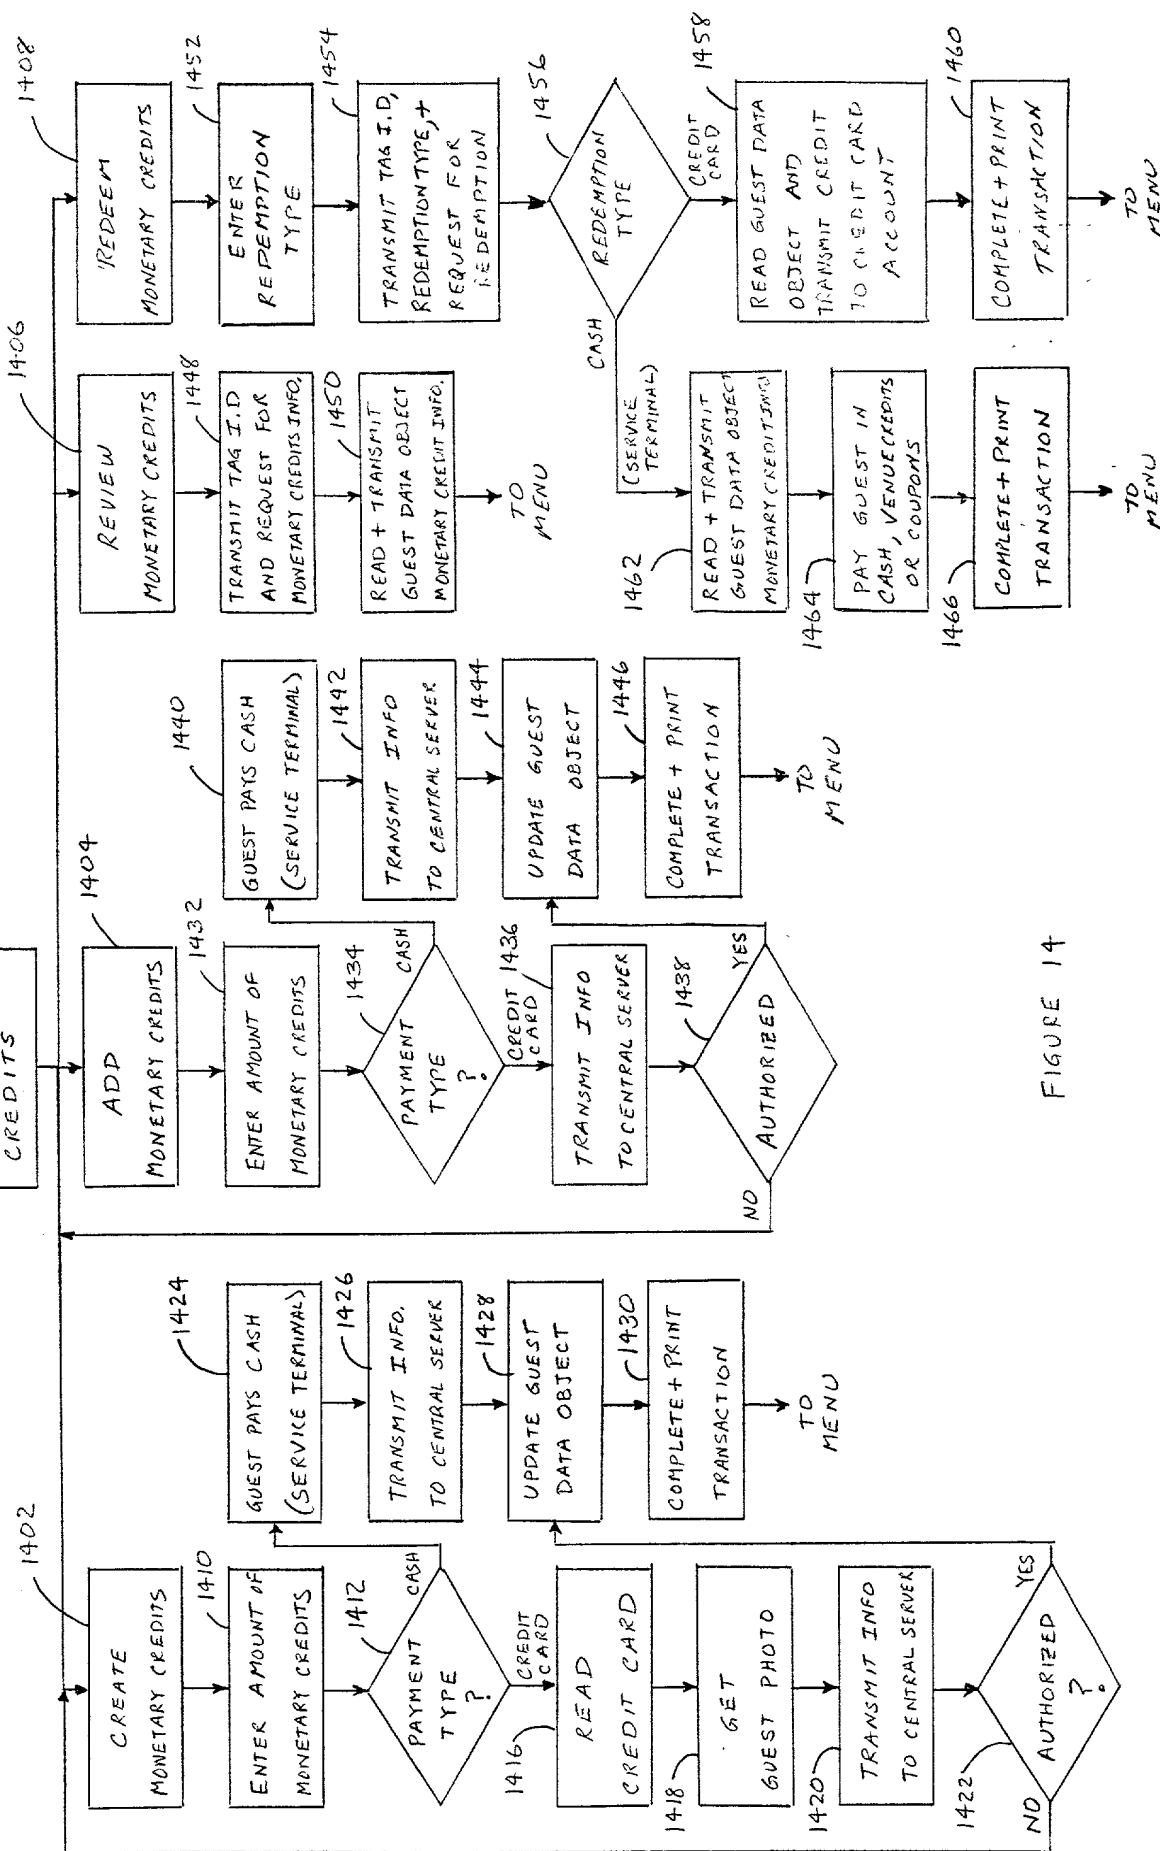 CREDITS
1402
CREATE
MONETARY CREDITS
1410
ENTER AMOUNT OF
MONETARY CREDITS
1412
PAYMENT
TYPE
?
CASH
CREDIT
CARD
1416
READ
CREDIT CARD
1418
GET
GUEST PHOTO
1420
TRANSMIT INFO
TO CENTRAL SERVER
1422
AUTHORIZED
?
NO
YES
1424
GUEST PAYS CASH
(SERVICE TERMINAL)
1426
TRANSMIT INFO.
TO CENTRAL SERVER
1428
UPDATE GUEST
DATA OBJECT
1430
COMPLETE + PRINT
TRANSACTION
TO
MENU
1404
ADD
MONETARY CREDITS
1432
ENTER AMOUNT OF
MONETARY CREDITS
1434
PAYMENT
TYPE
?
CASH
CREDIT
CARD
1436
TRANSMIT INFO
TO CENTRAL SERVER
1438
AUTHORIZED
NO
YES
1440
GUEST PAYS CASH
(SERVICE TERMINAL)
1442
TRANSMIT INFO
TO CENTRAL SERVER
1444
UPDATE GUEST
DATA OBJECT
1446
COMPLETE + PRINT
TRANSACTION
TO
MENU
1406
REVIEW
MONETARY CREDITS
1448
TRANSMIT TAG I.D
AND REQUEST FOR
MONETARY CREDITS INFO.
1450
READ + TRANSMIT
GUEST DATA OBJECT
MONETARY CREDIT INFO.
TO
MENU
1408
REDEEM
MONETARY CREDITS
1452
ENTER
REDEMPTION
TYPE
1454
TRANSMIT TAG I.D,
REDEMPTION TYPE, +
REQUEST FOR
REDEMPTION
1456
REDEMPTION
TYPE
CASH
(SERVICE
TERMINAL)
CREDIT
CARD
1458
READ GUEST DATA
OBJECT AND
TRANSMIT CREDIT
TO CREDIT CARD
ACCOUNT
1460
COMPLETE + PRINT
TRANSACTION
TO
MENU
1462
READ + TRANSMIT
GUEST DATA OBJECT
MONETARY CREDIT INFO
1464
PAY GUEST IN
CASH, VENUE CREDITS
OR COUPONS
1466
COMPLETE + PRINT
TRANSACTION
TO
MENU
FIGURE 14